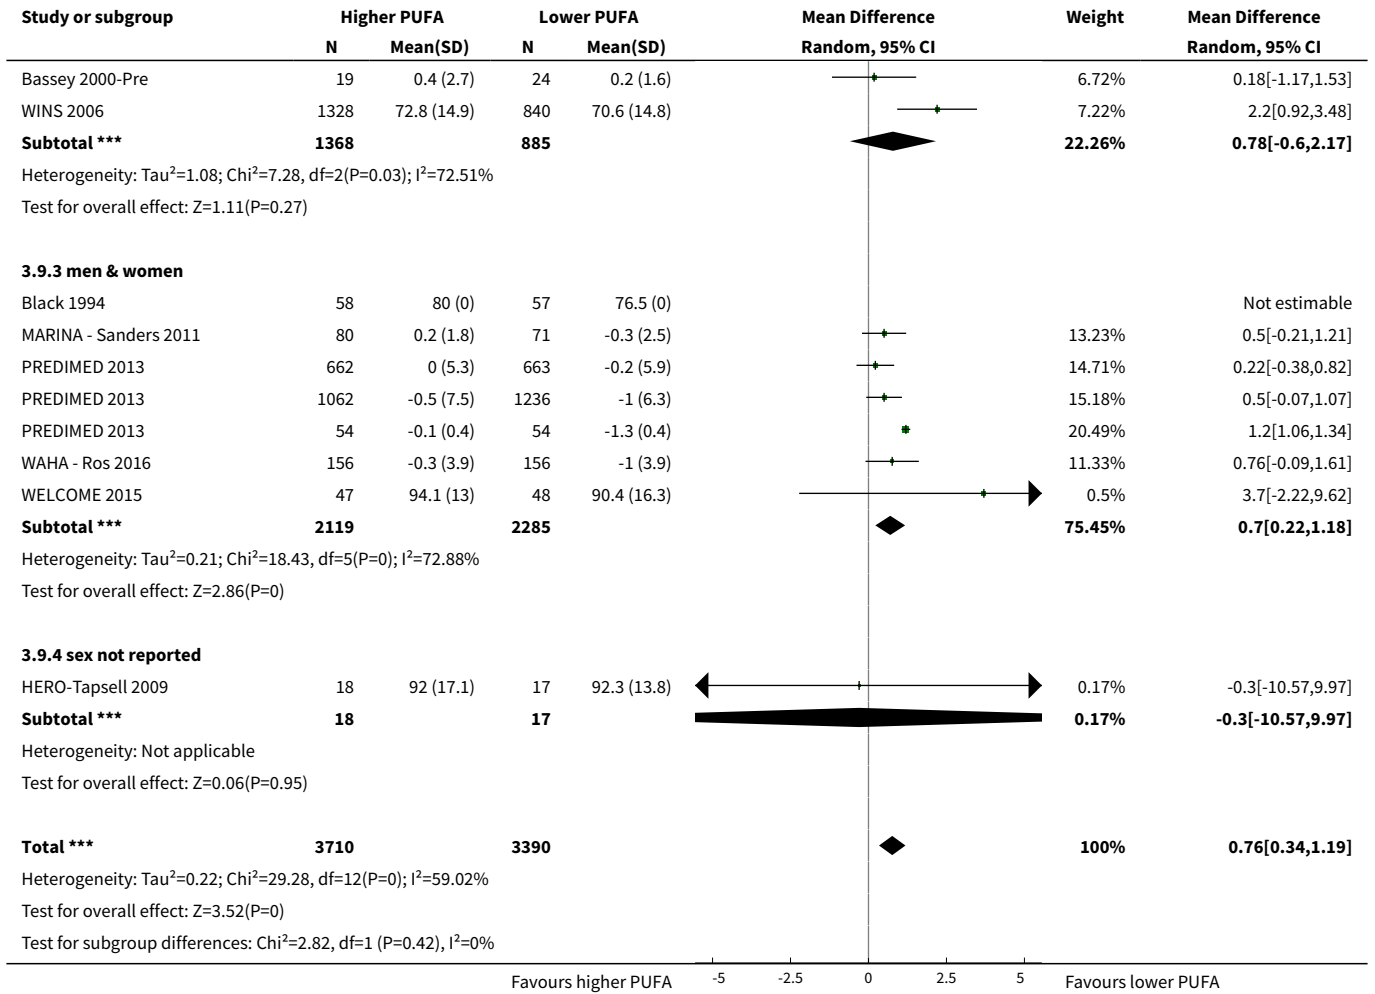 Study or subgroup Higher PUFA Lower PUFA Mean Difference Weight Mean Difference
N Mean(SD) N Mean(SD) Random, 95% CI Random, 95% CI
Bassey 2000-Pre 19 0.4 (2.7) 24 0.2 (1.6) 6.72% 0.18[-1.17,1.53]
WINS 2006 1328 72.8 (14.9) 840 70.6 (14.8) 7.22% 2.2[0.92,3.48]
Subtotal *** 1368 885 22.26% 0.78[-0.6,2.17]
Heterogeneity: Tau²=1.08; Chi²=7.28, df=2(P=0.03); I²=72.51%
Test for overall effect: Z=1.11(P=0.27)
3.9.3 men & women
Black 1994 58 80 (0) 57 76.5 (0) Not estimable
MARINA - Sanders 2011 80 0.2 (1.8) 71 -0.3 (2.5) 13.23% 0.5[-0.21,1.21]
PREDIMED 2013 662 0 (5.3) 663 -0.2 (5.9) 14.71% 0.22[-0.38,0.82]
PREDIMED 2013 1062 -0.5 (7.5) 1236 -1 (6.3) 15.18% 0.5[-0.07,1.07]
PREDIMED 2013 54 -0.1 (0.4) 54 -1.3 (0.4) 20.49% 1.2[1.06,1.34]
WAHA - Ros 2016 156 -0.3 (3.9) 156 -1 (3.9) 11.33% 0.76[-0.09,1.61]
WELCOME 2015 47 94.1 (13) 48 90.4 (16.3) 0.5% 3.7[-2.22,9.62]
Subtotal *** 2119 2285 75.45% 0.7[0.22,1.18]
Heterogeneity: Tau²=0.21; Chi²=18.43, df=5(P=0); I²=72.88%
Test for overall effect: Z=2.86(P=0)
3.9.4 sex not reported
HERO-Tapsell 2009 18 92 (17.1) 17 92.3 (13.8) 0.17% -0.3[-10.57,9.97]
Subtotal *** 18 17 0.17% -0.3[-10.57,9.97]
Heterogeneity: Not applicable
Test for overall effect: Z=0.06(P=0.95)
Total *** 3710 3390 100% 0.76[0.34,1.19]
Heterogeneity: Tau²=0.22; Chi²=29.28, df=12(P=0); I²=59.02%
Test for overall effect: Z=3.52(P=0)
Test for subgroup differences: Chi²=2.82, df=1 (P=0.42), I²=0%
Favours higher PUFA -5 -2.5 0 2.5 5 Favours lower PUFA